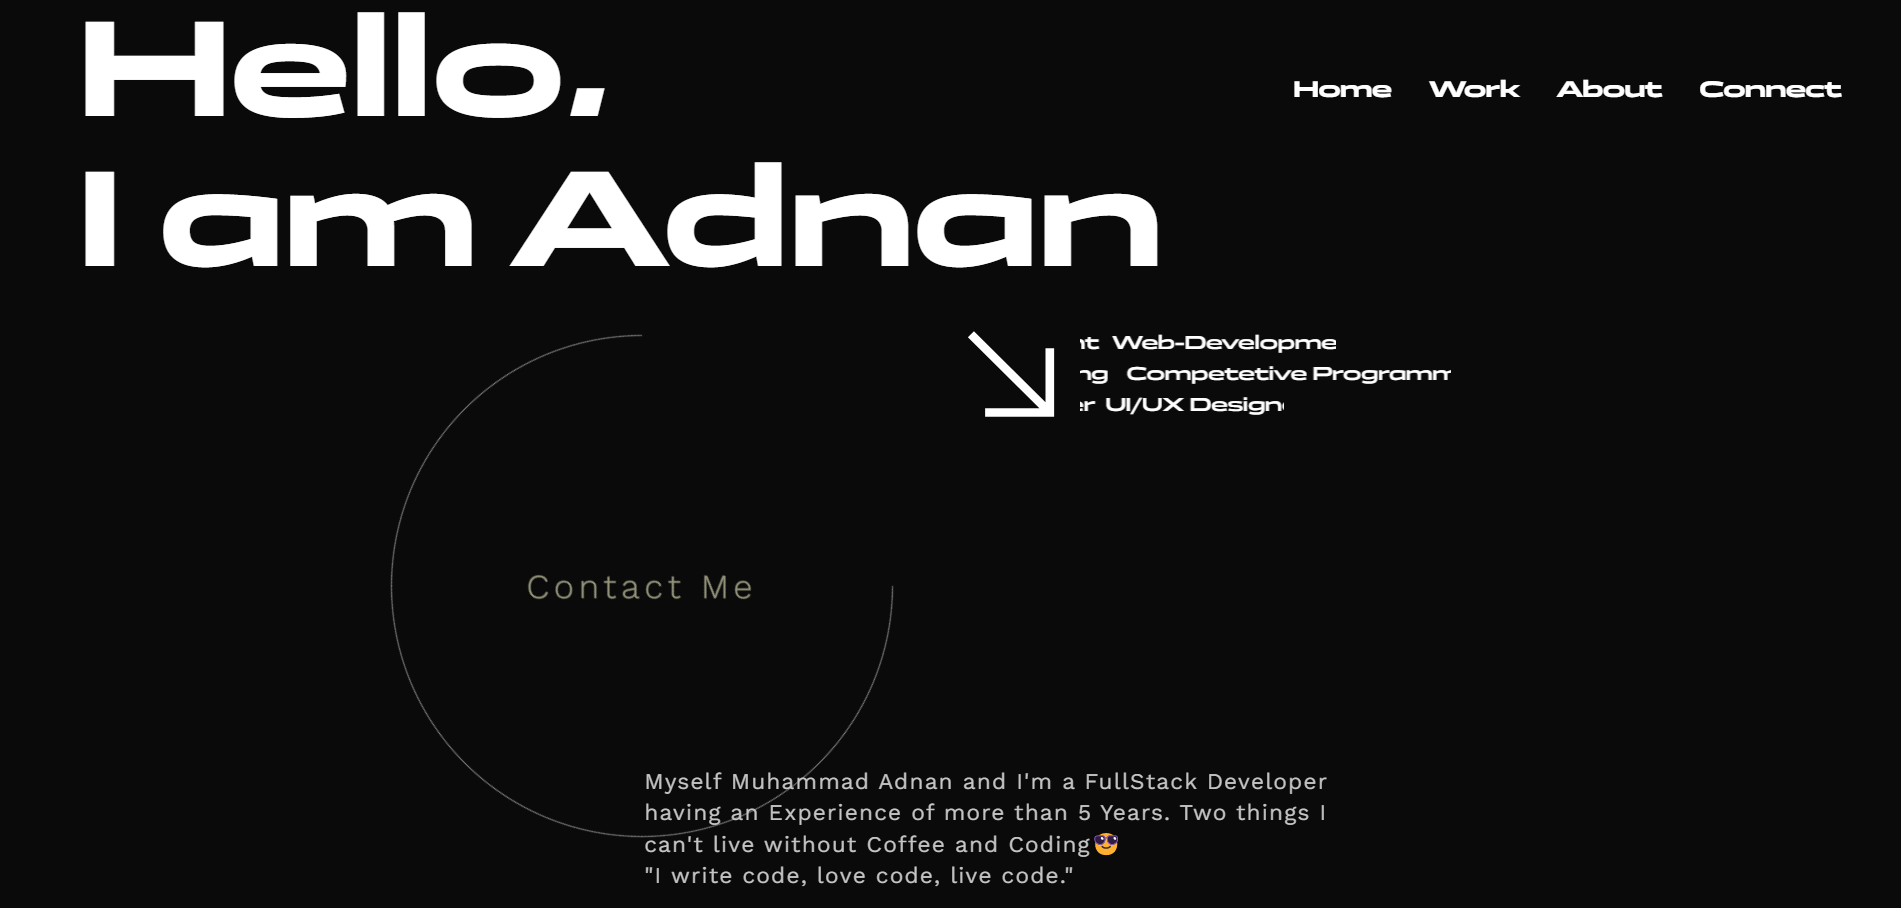 Hello.
Home Work About Connect
I am Adnan
nt Web-Developme
ng Competetive Programm
er UI/UX Designe
Contact Me
Myself Muhammad Adnan and I'm a FullStack Developer
having an Experience of more than 5 Years. Two things I
can't live without Coffee and Coding😎
"I write code, love code, live code."